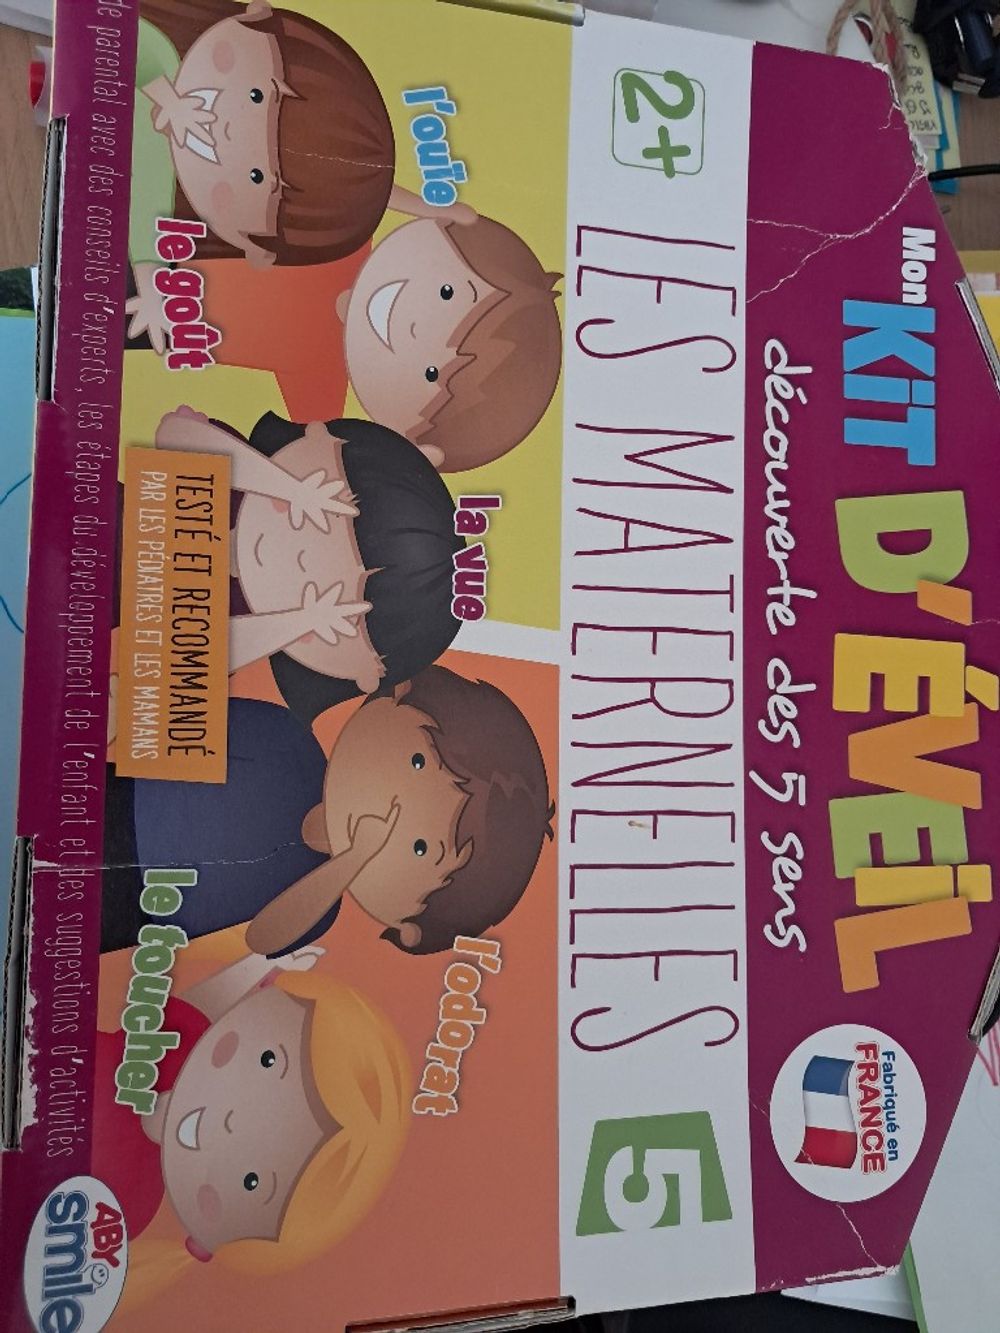 Mon KiT D'ÉVEiL
découverte des 5 sens
Fabriqué en
FRANCE
2+ LES MATERNELLES 5
l'ouïe
la vue
l'odorat
le goût
le toucher
TESTÉ ET RECOMMANDÉ
PAR LES PÉDIATRES ET LES MAMANS
de parental avec des conseils d'experts, les étapes du développement de l'enfant et des suggestions d'activités
ABY
smile